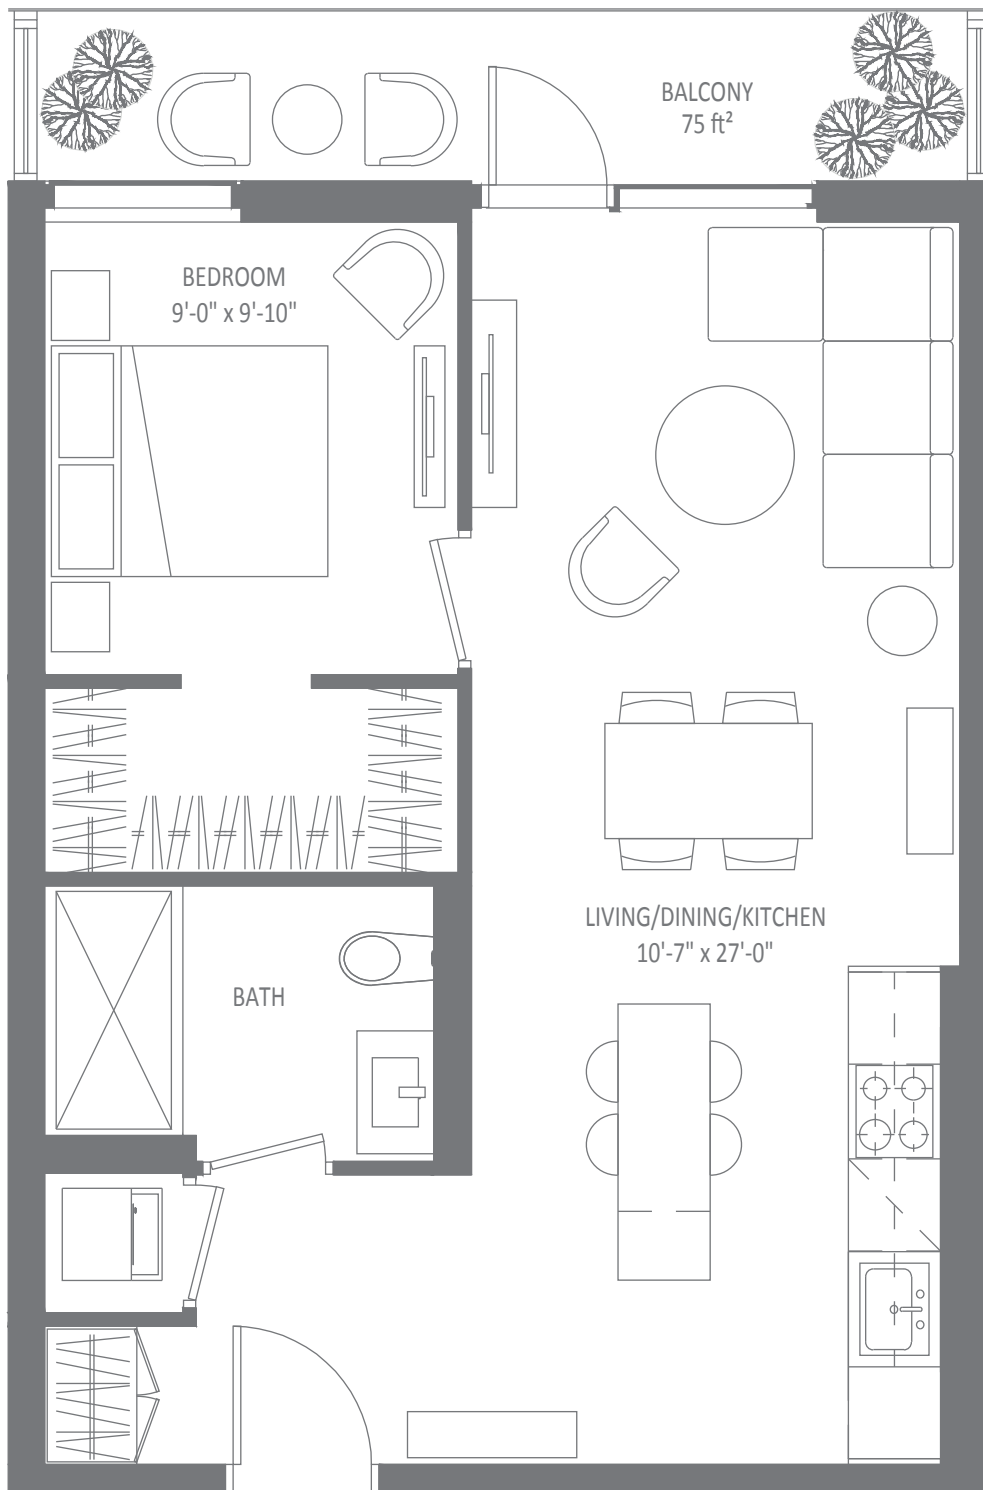 BALCONY
75 ft²
BEDROOM
9'-0" x 9'-10"
LIVING/DINING/KITCHEN
10'-7" x 27'-0"
BATH